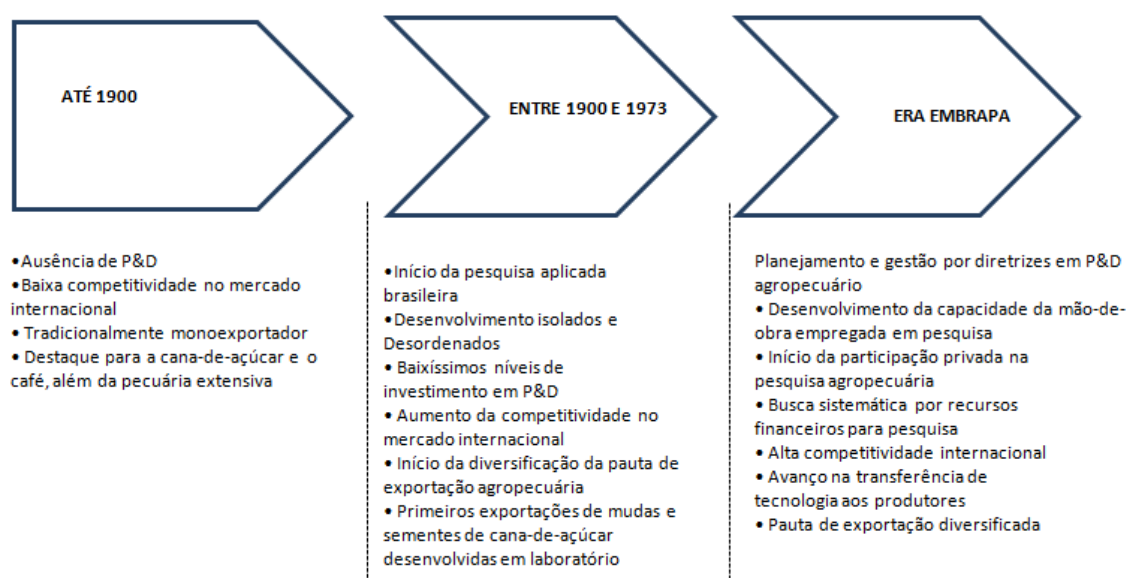 ATÉ 1900
•Ausência de P&D
•Baixa competitividade no mercado
internacional
• Tradicionalmente monoexportador
• Destaque para a cana-de-açúcar e o
café, além da pecuária extensiva
ENTRE 1900 E 1973
•Início da pesquisa aplicada
brasileira
•Desenvolvimento isolados e
Desordenados
• Baixíssimos níveis de
investimento em P&D
• Aumento da competitividade no
mercado internacional
• Início da diversificação da pauta de
exportação agropecuária
• Primeiros exportações de mudas e
sementes de cana-de-açúcar
desenvolvidas em laboratório
ERA EMBRAPA
Planejamento e gestão por diretrizes em P&D
agropecuário
• Desenvolvimento da capacidade da mão-de-
obra empregada em pesquisa
• Início da participação privada na
pesquisa agropecuária
• Busca sistemática por recursos
financeiros para pesquisa
• Alta competitividade internacional
• Avanço na transferência de
tecnologia aos produtores
• Pauta de exportação diversificada